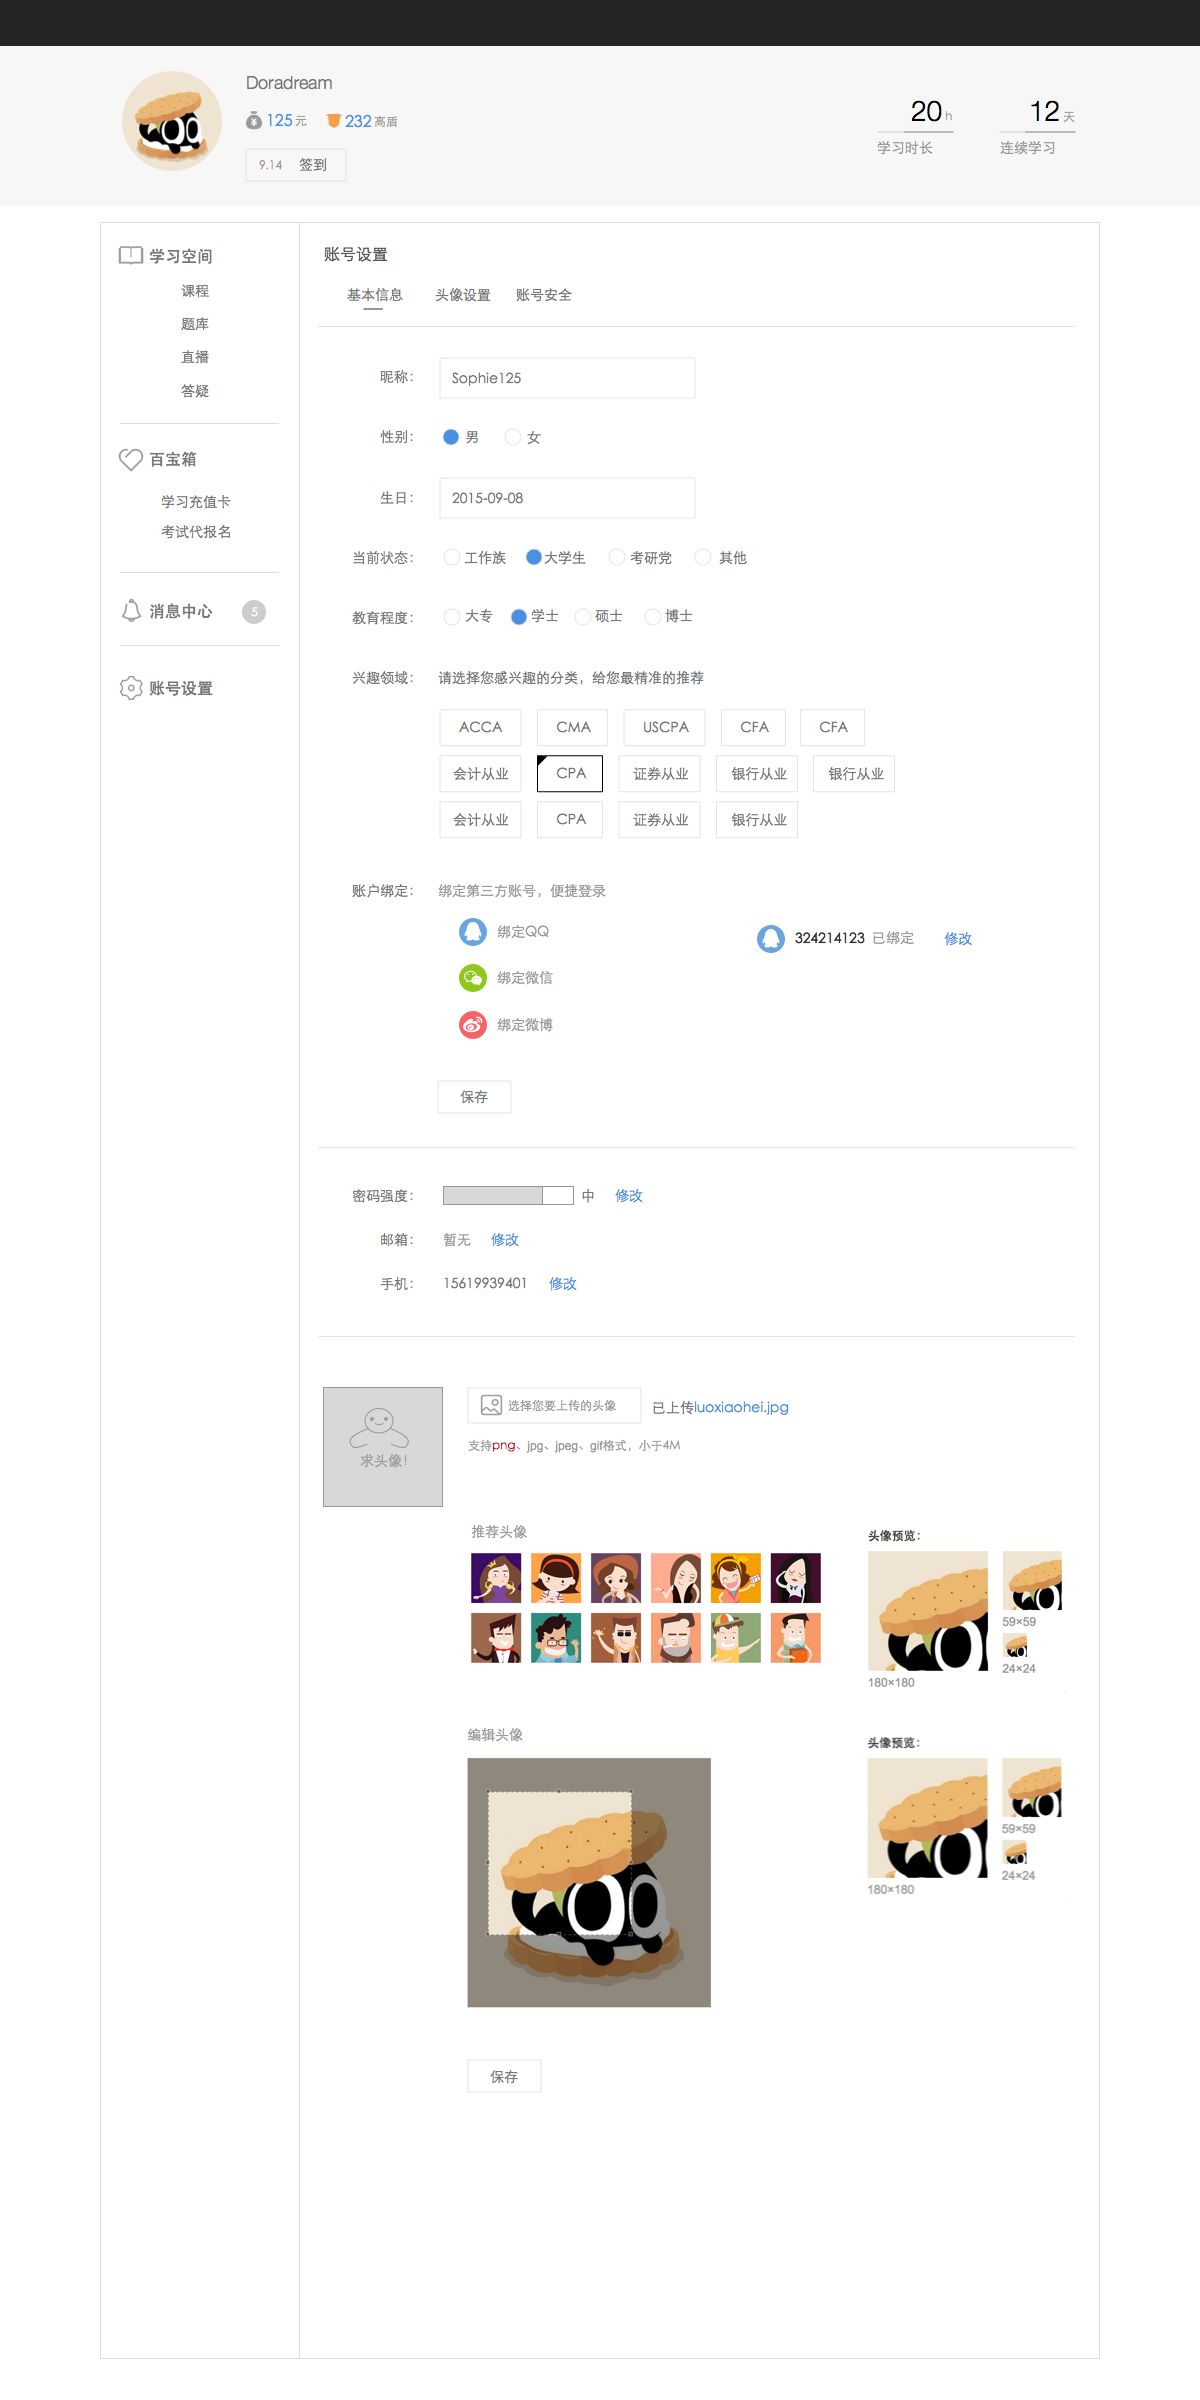 Doradream
125元 232高盾
9.14 签到
20 h
学习时长
12 天
连续学习
学习空间
课程
题库
直播
答疑
百宝箱
学习充值卡
考试代报名
消息中心 5
账号设置
账号设置
基本信息 头像设置 账号安全
昵称： Sophie125
性别： 男 女
生日： 2015-09-08
当前状态： 工作族 大学生 考研党 其他
教育程度： 大专 学士 硕士 博士
兴趣领域： 请选择您感兴趣的分类，给您最精准的推荐
ACCA CMA USCPA CFA CFA
会计从业 CPA 证券从业 银行从业 银行从业
会计从业 CPA 证券从业 银行从业
账户绑定： 绑定第三方账号，便捷登录
绑定QQ
324214123 已绑定 修改
绑定微信
绑定微博
保存
密码强度： 中 修改
邮箱： 暂无 修改
手机： 15619939401 修改
求头像！
选择您要上传的头像 已上传luoxiaohei.jpg
支持png、jpg、jpeg、gif格式，小于4M
推荐头像
头像预览：
59×59
24×24
180×180
编辑头像
头像预览：
59×59
24×24
180×180
保存